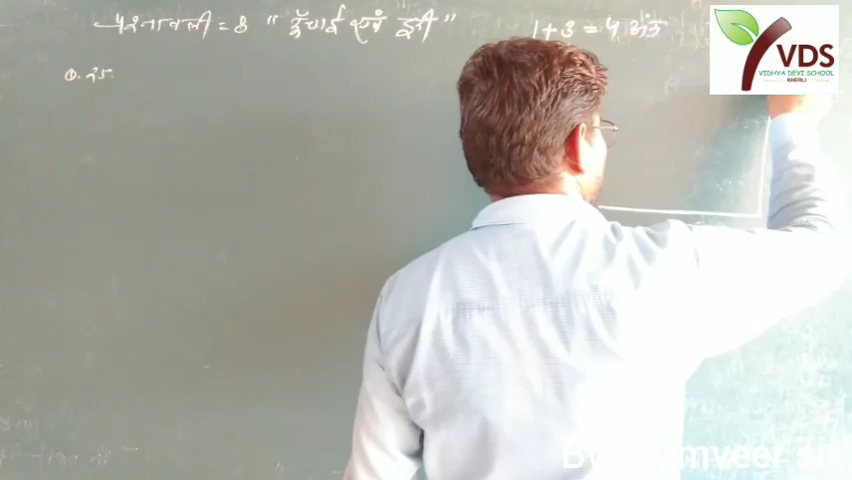 प्रश्नावली = 8 " ऊँचाई एवं दूरी " 1 + 3 = 4 अंक
Q. 25.
VDS
VIDHYA DEVI SCHOOL
KHERLI